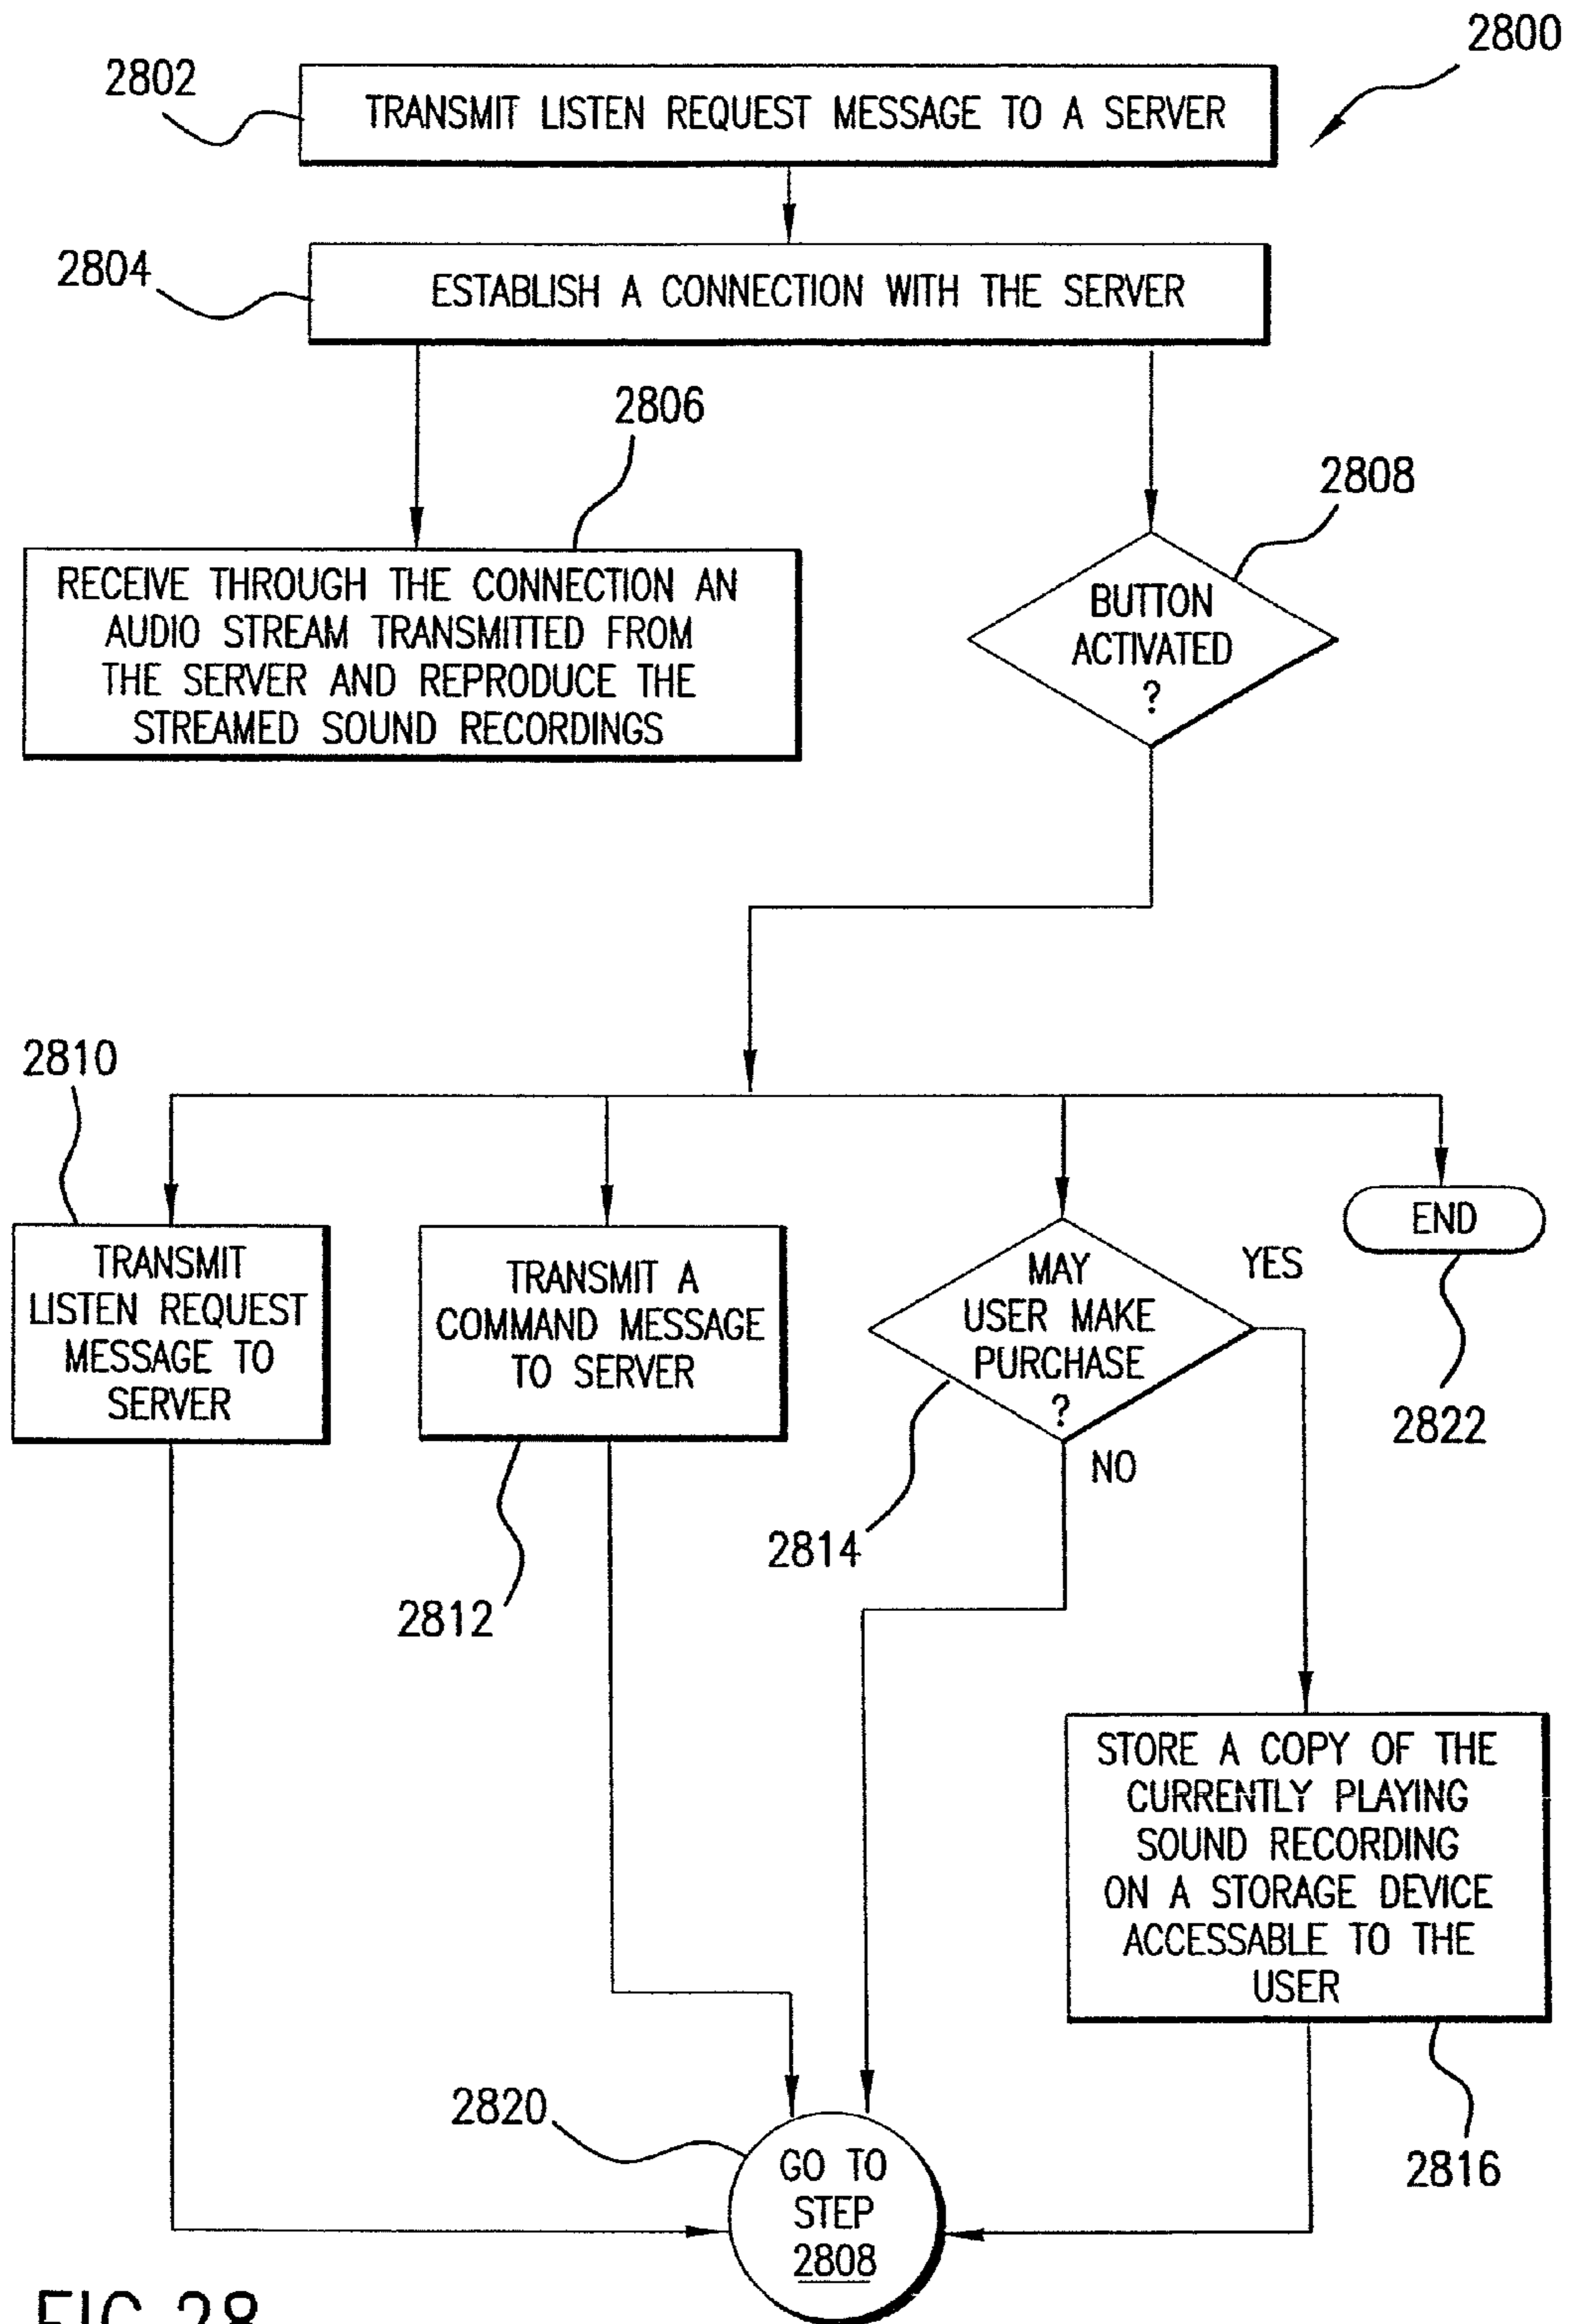 2800
2802
TRANSMIT LISTEN REQUEST MESSAGE TO A SERVER
2804
ESTABLISH A CONNECTION WITH THE SERVER
2806
RECEIVE THROUGH THE CONNECTION AN
AUDIO STREAM TRANSMITTED FROM
THE SERVER AND REPRODUCE THE
STREAMED SOUND RECORDINGS
2808
BUTTON
ACTIVATED
?
2810
TRANSMIT
LISTEN REQUEST
MESSAGE TO
SERVER
TRANSMIT A
COMMAND MESSAGE
TO SERVER
2812
MAY
USER MAKE
PURCHASE
?
YES
NO
2814
END
2822
STORE A COPY OF THE
CURRENTLY PLAYING
SOUND RECORDING
ON A STORAGE DEVICE
ACCESSABLE TO THE
USER
2816
2820
GO TO
STEP
2808
FIG.28